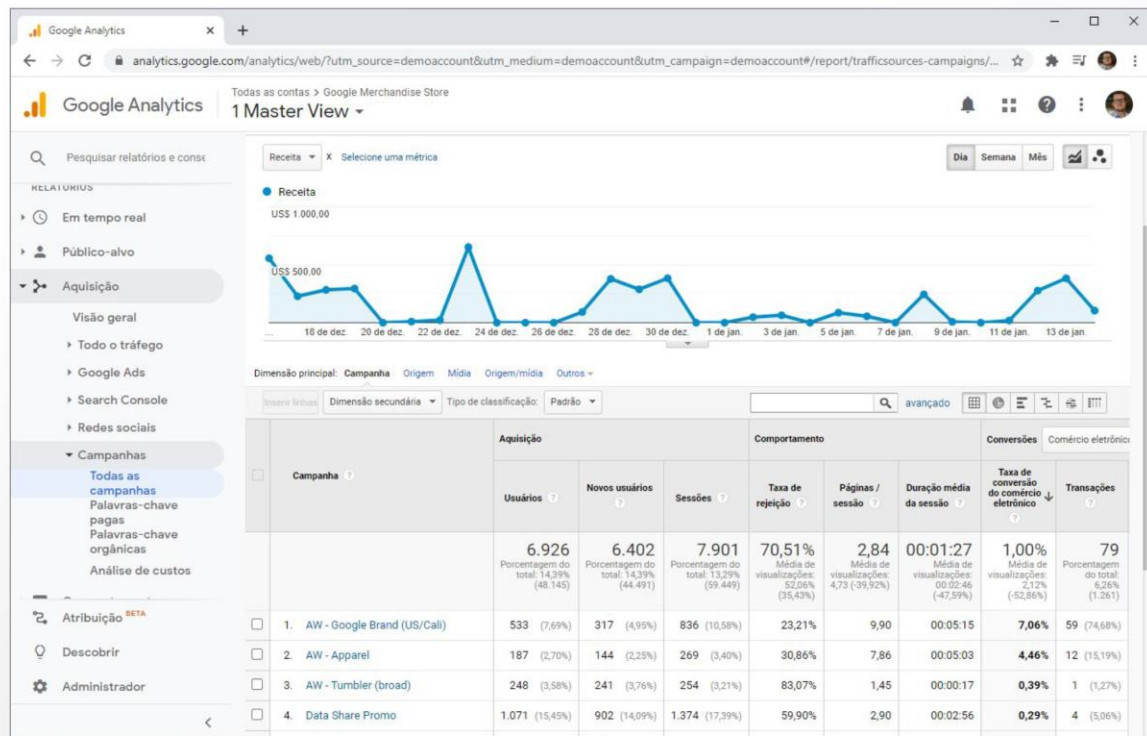 Google Analytics
analytics.google.com/analytics/web/?utm_source=demoaccount&utm_medium=demoaccount&utm_campaign=demoaccount#/report/trafficsources-campaigns/...
Google Analytics
Todas as contas > Google Merchandise Store
1 Master View
Pesquisar relatórios e conse
RELATÓRIOS
Em tempo real
Público-alvo
Aquisição
Visão geral
Todo o tráfego
Google Ads
Search Console
Redes sociais
Campanhas
Todas as
campanhas
Palavras-chave
pagas
Palavras-chave
orgânicas
Análise de custos
Atribuição BETA
Descobrir
Administrador
Receita X Selecione uma métrica
Dia Semana Mês
Receita
US$ 1.000,00
US$ 500,00
... 18 de dez. 20 de dez. 22 de dez. 24 de dez. 26 de dez. 28 de dez. 30 de dez. 1 de jan. 3 de jan. 5 de jan. 7 de jan. 9 de jan. 11 de jan. 13 de jan.
Dimensão principal: Campanha Origem Mídia Origem/mídia Outros
Inserir linhas Dimensão secundária Tipo de classificação: Padrão avançado
Aquisição Comportamento Conversões Comércio eletrônico
Campanha ? Usuários ? Novos usuários ? Sessões ? Taxa de rejeição ? Páginas / sessão ? Duração média da sessão ? Taxa de conversão do comércio eletrônico ? Transações ?
6.926 6.402 7.901 70,51% 2,84 00:01:27 1,00% 79
Porcentagem do total: 14,39% (48.145) Porcentagem do total: 14,39% (44.491) Porcentagem do total: 13,29% (59.449) Média de visualizações: 52,06% (35,43%) Média de visualizações: 4,73 (-39,92%) Média de visualizações: 00:02:46 (-47,59%) Média de visualizações: 2,12% (-52,86%) Porcentagem do total: 6,26% (1.261)
1. AW - Google Brand (US/Cali) 533 (7,69%) 317 (4,95%) 836 (10,58%) 23,21% 9,90 00:05:15 7,06% 59 (74,68%)
2. AW - Apparel 187 (2,70%) 144 (2,25%) 269 (3,40%) 30,86% 7,86 00:05:03 4,46% 12 (15,19%)
3. AW - Tumbler (broad) 248 (3,58%) 241 (3,76%) 254 (3,21%) 83,07% 1,45 00:00:17 0,39% 1 (1,27%)
4. Data Share Promo 1.071 (15,45%) 902 (14,09%) 1.374 (17,39%) 59,90% 2,90 00:02:56 0,29% 4 (5,06%)